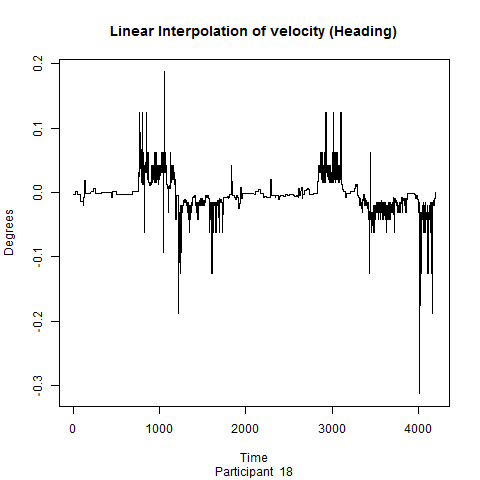 Linear Interpolation of velocity (Heading)
0.2
0.1
0.0
-0.1
-0.2
-0.3
Degrees
0 1000 2000 3000 4000
Time
Participant 18